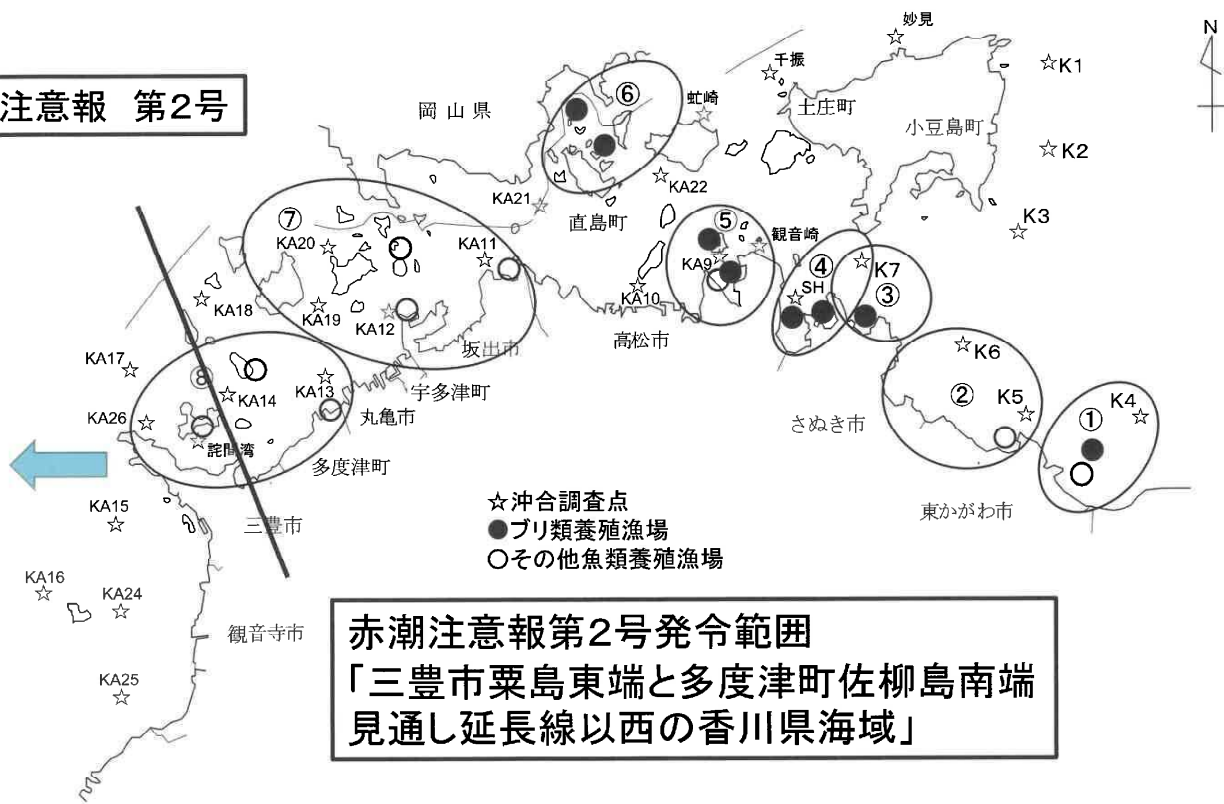 注意報 第2号
妙見
N
千振
K1
岡山県
⑥
虻崎
土庄町
小豆島町
K2
KA22
KA21
直島町
K3
⑦
KA20
KA11
⑤
観音崎
KA9
④
K7
SH
③
KA10
KA18
KA19
KA12
坂出市
高松市
K6
KA17
⑧
KA13
宇多津町
KA14
丸亀市
②
K5
K4
①
KA26
詫間湾
多度津町
さぬき市
KA15
三豊市
東かがわ市
☆沖合調査点
●ブリ類養殖漁場
○その他魚類養殖漁場
KA16
KA24
観音寺市
KA25
赤潮注意報第2号発令範囲
「三豊市粟島東端と多度津町佐柳島南端
見通し延長線以西の香川県海域」